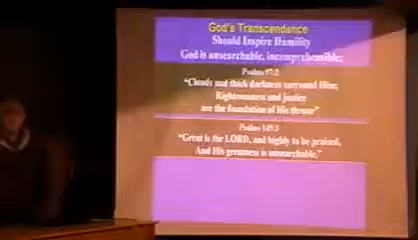 God's Transcendence
Should Inspire Humility
God is unsearchable, incomprehensible;
Psalms 97:2
"Clouds and thick darkness surround Him;
Righteousness and justice
are the foundation of His throne"
Psalms 145:3
"Great is the LORD, and highly to be praised,
And His greatness is unsearchable."